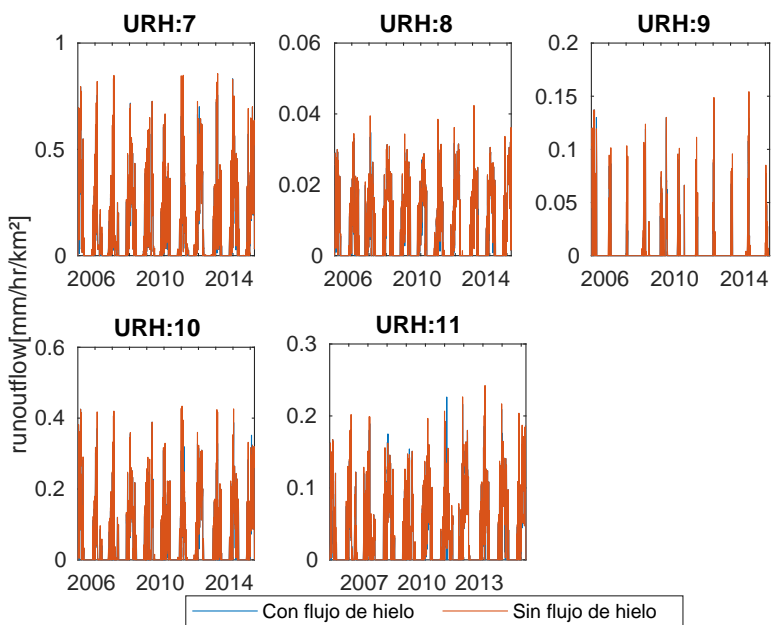 URH:7
URH:8
URH:9
1
0.5
0
2006 2010 2014
0.06
0.04
0.02
0
2006 2010 2014
0.2
0.15
0.1
0.05
0
2006 2010 2014
runoutflow[mm/hr/km²]
URH:10
URH:11
0.6
0.4
0.2
0
2006 2010 2014
0.3
0.2
0.1
0
2007 2010 2013
Con flujo de hielo
Sin flujo de hielo